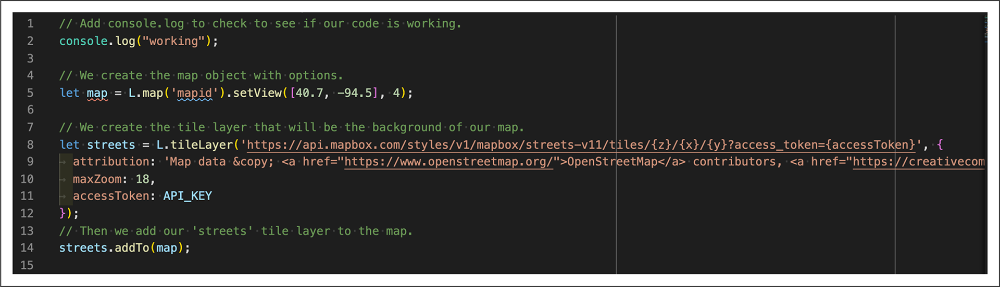 1 // Add console.log to check to see if our code is working.
2 console.log("working");
3
4 // We create the map object with options.
5 let map = L.map('mapid').setView([40.7, -94.5], 4);
6
7 // We create the tile layer that will be the background of our map.
8 let streets = L.tileLayer('https://api.mapbox.com/styles/v1/mapbox/streets-v11/tiles/{z}/{x}/{y}?access_token={accessToken}', {
9 attribution: 'Map data &copy; <a href="https://www.openstreetmap.org/">OpenStreetMap</a> contributors, <a href="https://creativecom
10 maxZoom: 18,
11 accessToken: API_KEY
12 });
13 // Then we add our 'streets' tile layer to the map.
14 streets.addTo(map);
15